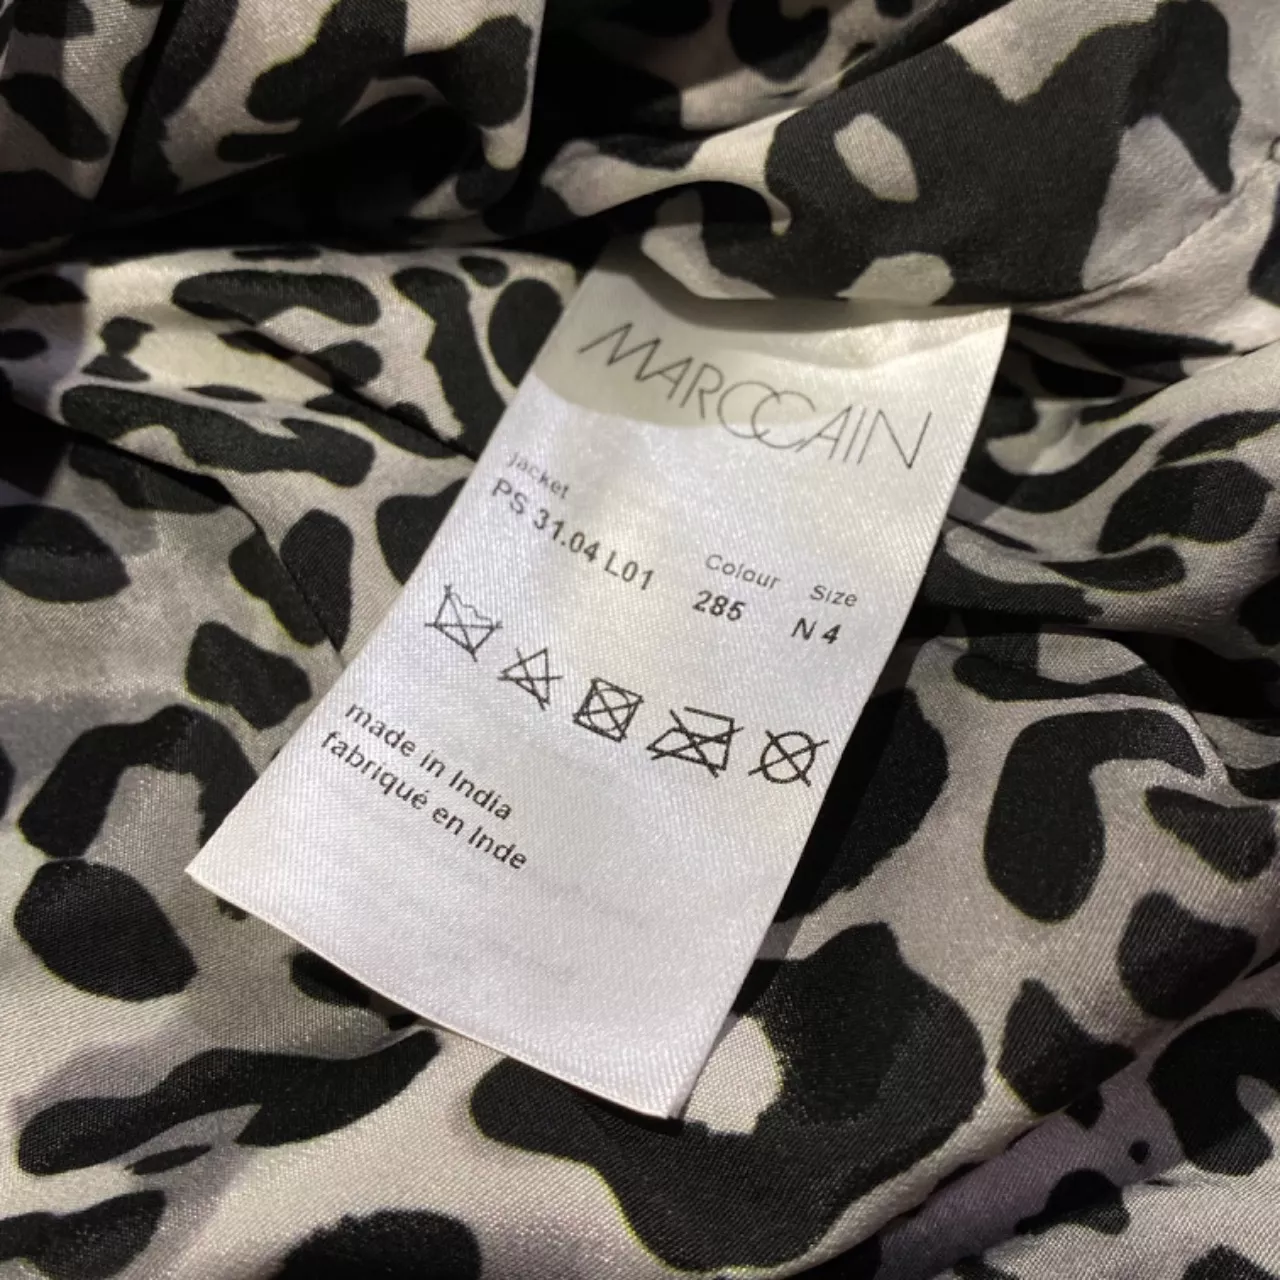 MARCCAIN
Jacket Colour Size
PS 31.04 L01 285 N 4
made in India
fabriqué en Inde